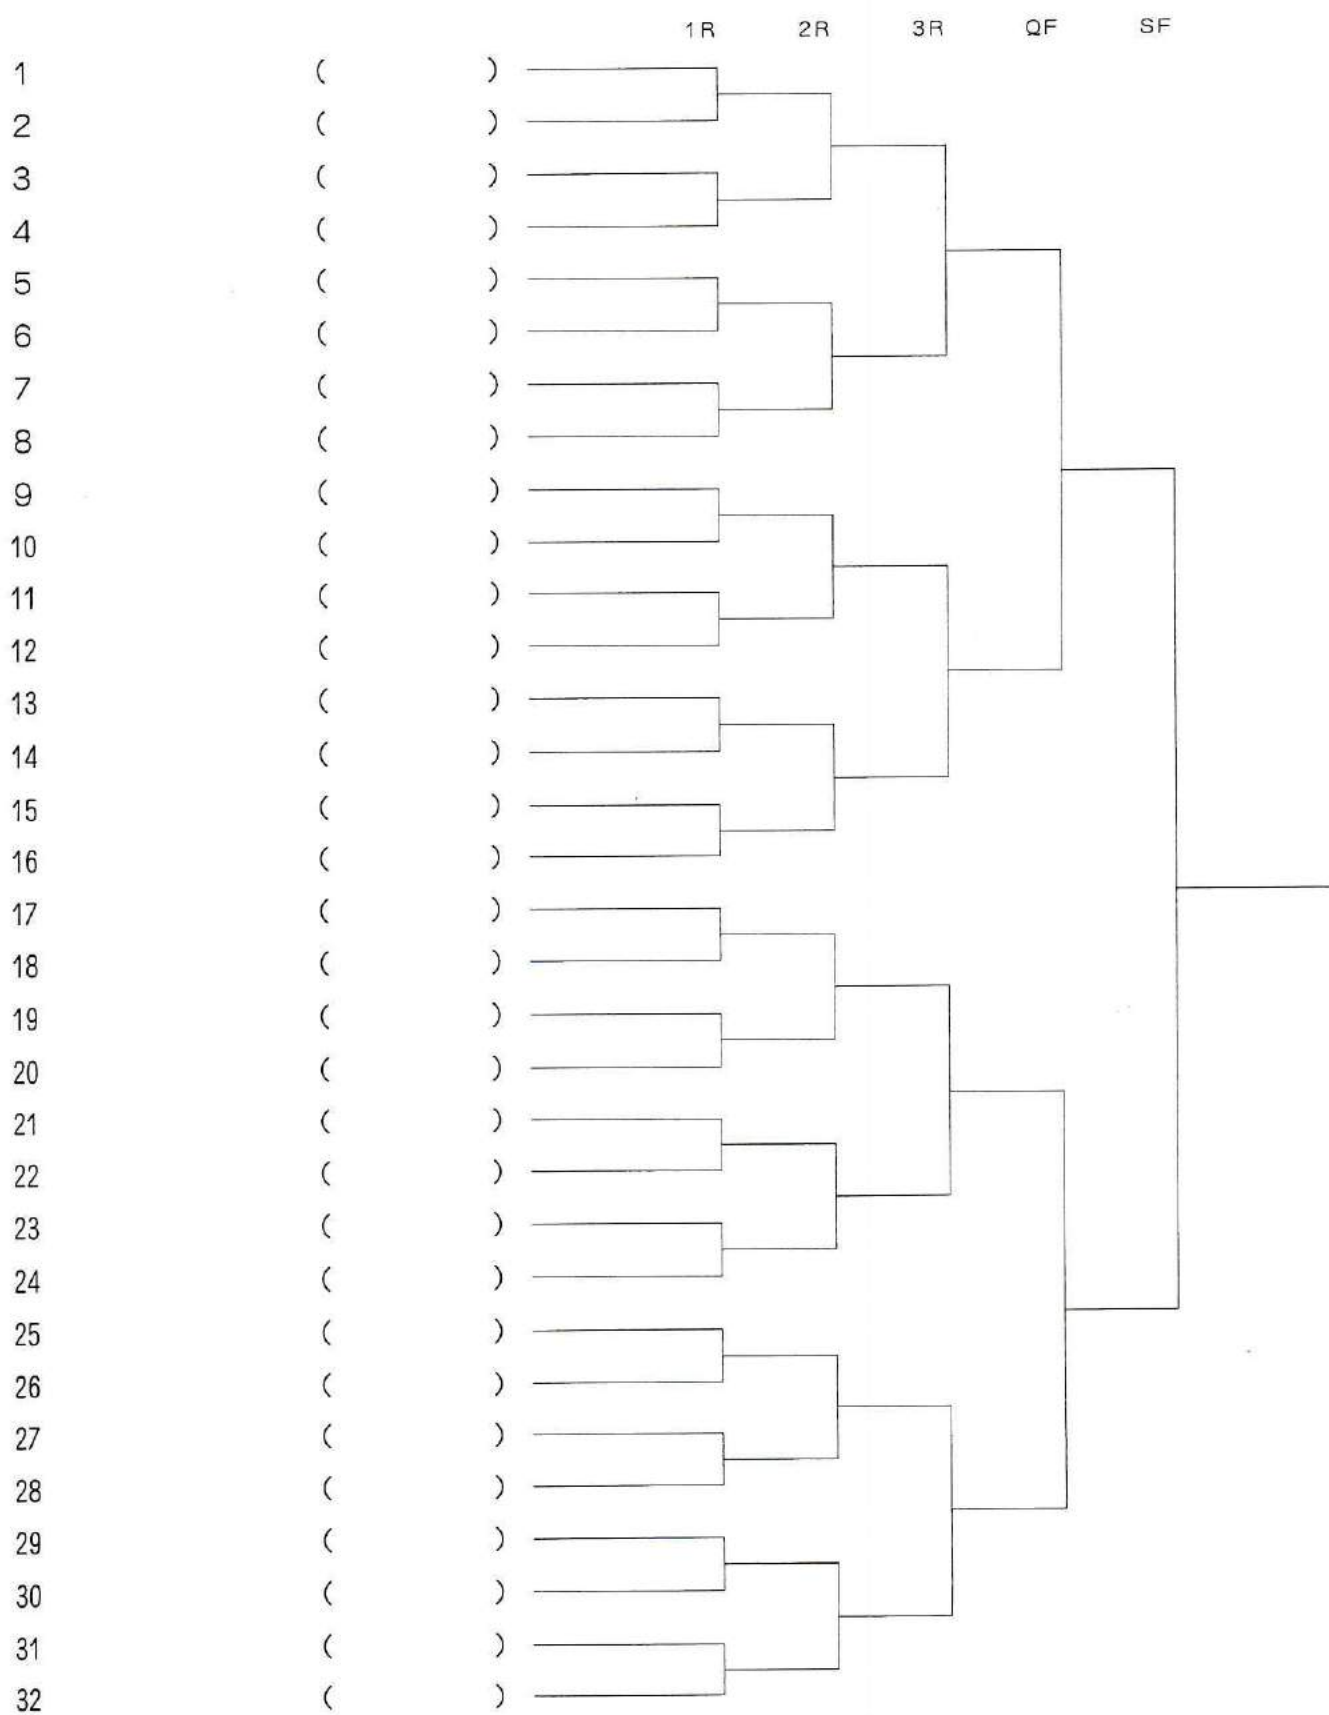 1R 2R 3R QF SF
1 ( )
2 ( )
3 ( )
4 ( )
5 ( )
6 ( )
7 ( )
8 ( )
9 ( )
10 ( )
11 ( )
12 ( )
13 ( )
14 ( )
15 ( )
16 ( )
17 ( )
18 ( )
19 ( )
20 ( )
21 ( )
22 ( )
23 ( )
24 ( )
25 ( )
26 ( )
27 ( )
28 ( )
29 ( )
30 ( )
31 ( )
32 ( )